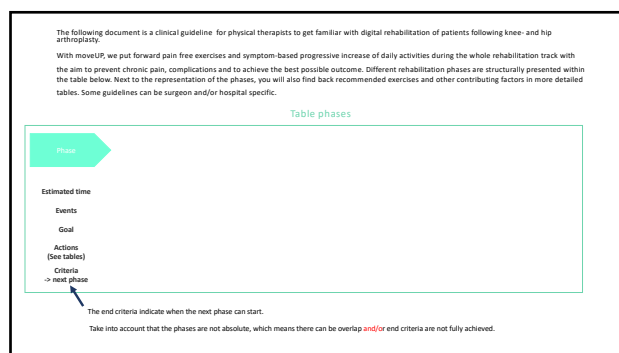 The following document is a clinical guideline for physical therapists to get familiar with digital rehabilitation of patients following knee- and hip
arthroplasty.
With moveUP, we put forward pain free exercises and symptom-based progressive increase of daily activities during the whole rehabilitation track with
the aim to prevent chronic pain, complications and to achieve the best possible outcome. Different rehabilitation phases are structurally presented within
the table below. Next to the representation of the phases, you will also find back recommended exercises and other contributing factors in more detailed
tables. Some guidelines can be surgeon and/or hospital specific.
Table phases
Phase
Estimated time
Events
Goal
Actions
(See tables)
Criteria
-> next phase
The end criteria indicate when the next phase can start.
Take into account that the phases are not absolute, which means there can be overlap and/or end criteria are not fully achieved.